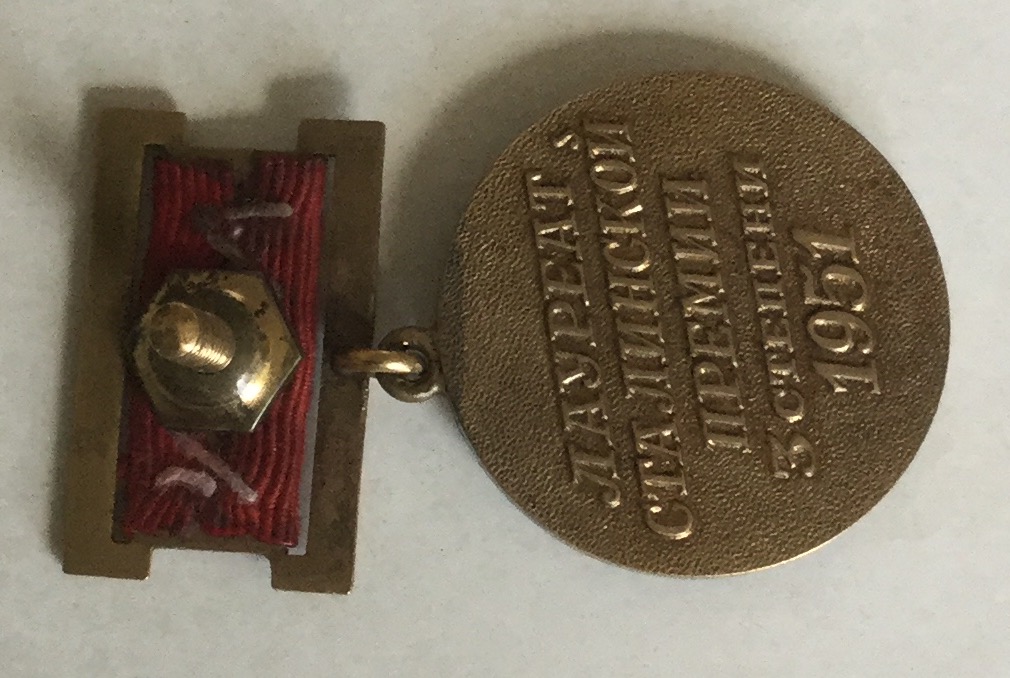 ЛАУРЕАТ
СТАЛИНСКОЙ
ПРЕМИИ
3 СТЕПЕНИ
1951